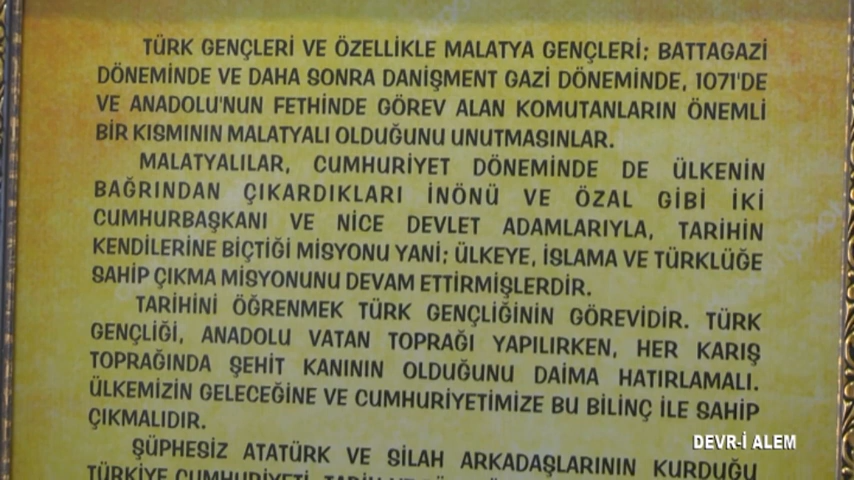 TÜRK GENÇLERİ VE ÖZELLİKLE MALATYA GENÇLERİ; BATTAGAZİ
DÖNEMİNDE VE DAHA SONRA DANİŞMENT GAZİ DÖNEMİNDE, 1071'DE
VE ANADOLU'NUN FETHİNDE GÖREV ALAN KOMUTANLARIN ÖNEMLİ
BİR KISMININ MALATYALI OLDUĞUNU UNUTMASINLAR.
MALATYALILAR, CUMHURİYET DÖNEMİNDE DE ÜLKENİN
BAĞRINDAN ÇIKARDIKLARI İNÖNÜ VE ÖZAL GİBİ İKİ
CUMHURBAŞKANI VE NİCE DEVLET ADAMLARIYLA, TARİHİN
KENDİLERİNE BİÇTİĞİ MİSYONU YANİ; ÜLKEYE, İSLAMA VE TÜRKLÜĞE
SAHİP ÇIKMA MİSYONUNU DEVAM ETTİRMİŞLERDİR.
TARİHİNİ ÖĞRENMEK TÜRK GENÇLİĞİNİN GÖREVİDİR. TÜRK
GENÇLİĞİ, ANADOLU VATAN TOPRAĞI YAPILIRKEN, HER KARIŞ
TOPRAĞINDA ŞEHİT KANININ OLDUĞUNU DAİMA HATIRLAMALI.
ÜLKEMİZİN GELECEĞİNE VE CUMHURİYETİMİZE BU BİLİNÇ İLE SAHİP
ÇIKMALIDIR.
ŞÜPHESİZ ATATÜRK VE SİLAH ARKADAŞLARININ KURDUĞU
TÜRKİYE CUMHURİYETİ, TARİH VE
DEVR-İ ALEM